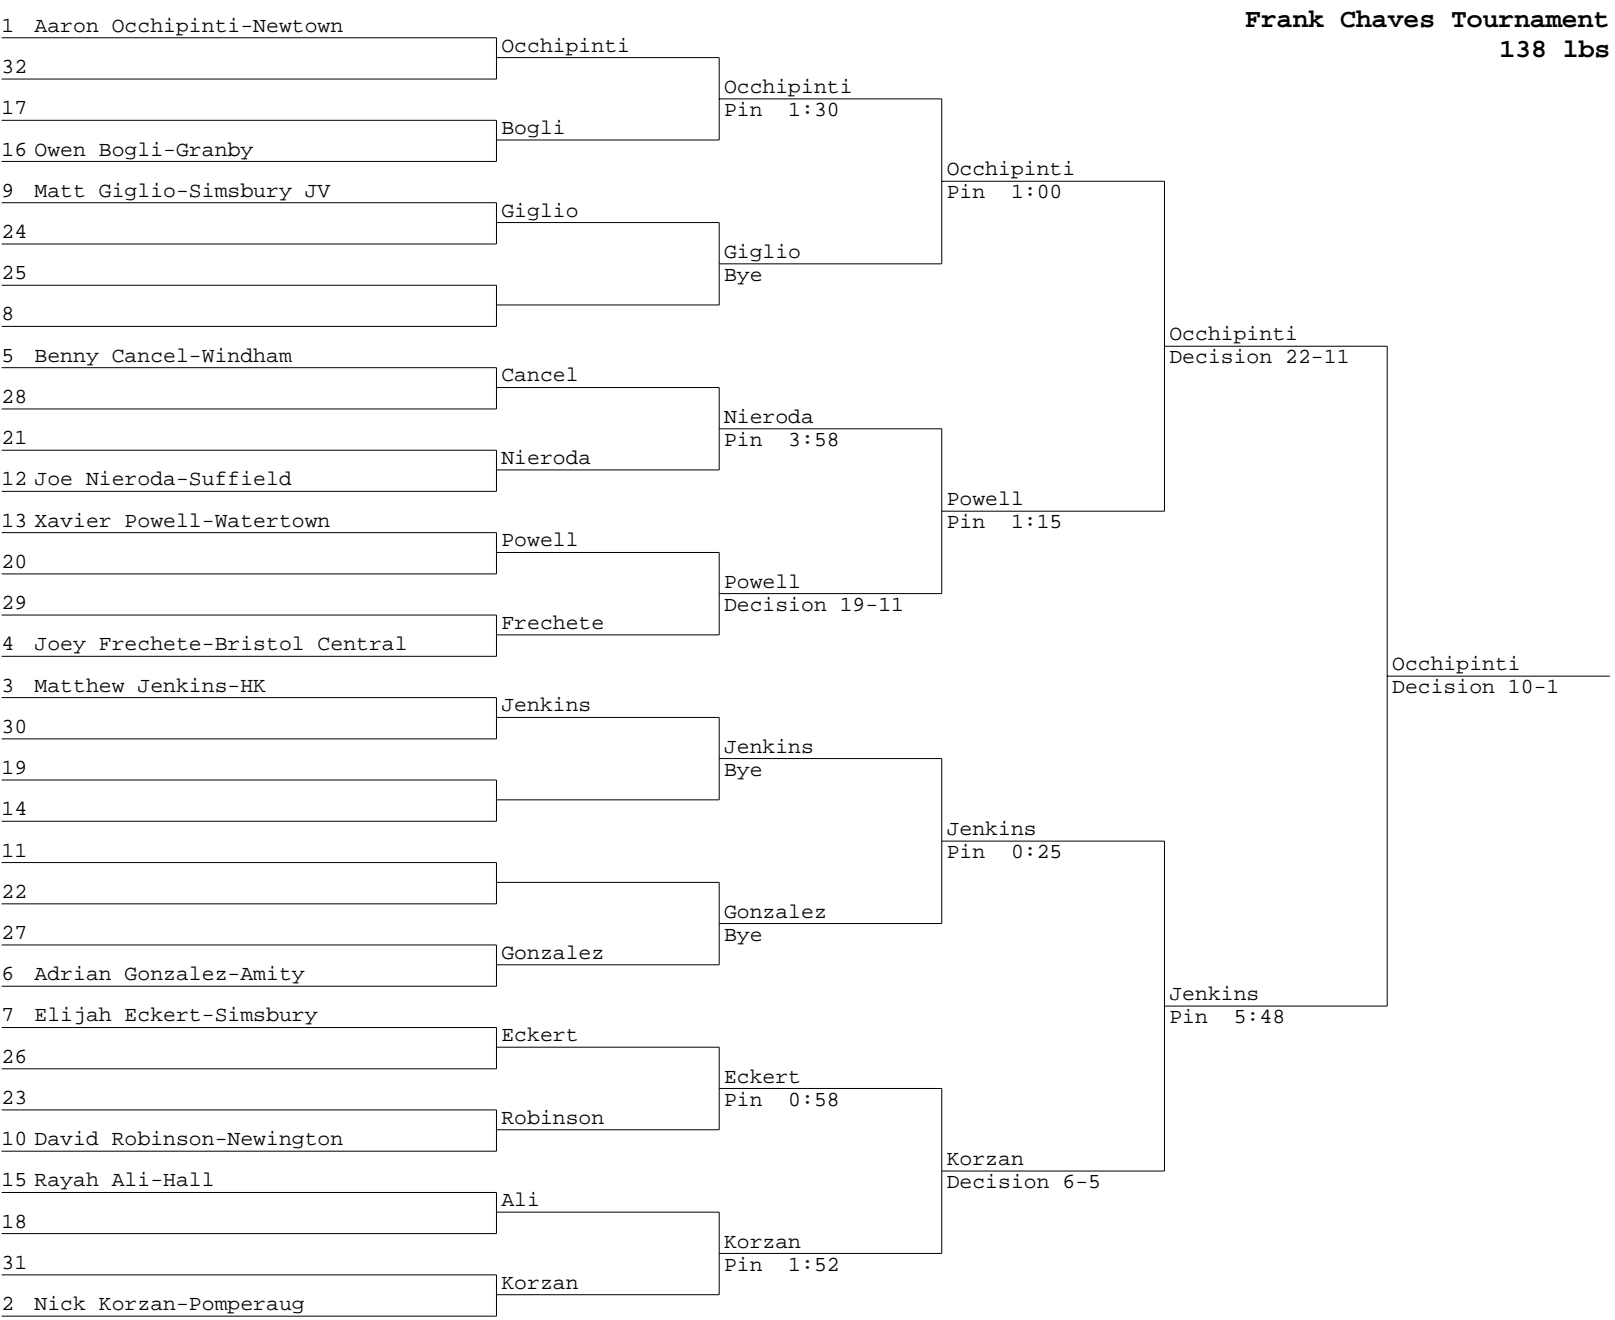 Frank Chaves Tournament
138 lbs
1 Aaron Occhipinti-Newtown
32
17
16 Owen Bogli-Granby
9 Matt Giglio-Simsbury JV
24
25
8
5 Benny Cancel-Windham
28
21
12 Joe Nieroda-Suffield
13 Xavier Powell-Watertown
20
29
4 Joey Frechete-Bristol Central
3 Matthew Jenkins-HK
30
19
14
11
22
27
6 Adrian Gonzalez-Amity
7 Elijah Eckert-Simsbury
26
23
10 David Robinson-Newington
15 Rayah Ali-Hall
18
31
2 Nick Korzan-Pomperaug
Occhipinti
Bogli
Giglio
Cancel
Nieroda
Powell
Frechete
Jenkins
Gonzalez
Eckert
Robinson
Ali
Korzan
Occhipinti
Pin 1:30
Giglio
Bye
Nieroda
Pin 3:58
Powell
Decision 19-11
Jenkins
Bye
Gonzalez
Bye
Eckert
Pin 0:58
Korzan
Pin 1:52
Occhipinti
Pin 1:00
Powell
Pin 1:15
Jenkins
Pin 0:25
Korzan
Decision 6-5
Occhipinti
Decision 22-11
Jenkins
Pin 5:48
Occhipinti
Decision 10-1